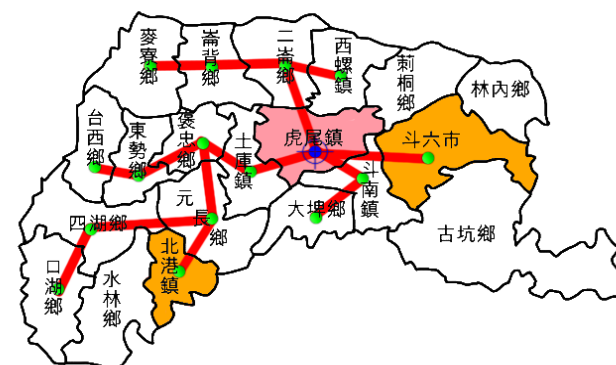 麥寮鄉
崙背鄉
二崙鄉
西螺鎮
莿桐鄉
林內鄉
台西鄉
東勢鄉
褒忠鄉
土庫鎮
虎尾鎮
斗六市
斗南鎮
大埤鄉
古坑鄉
元長鄉
四湖鄉
北港鎮
口湖鄉
水林鄉